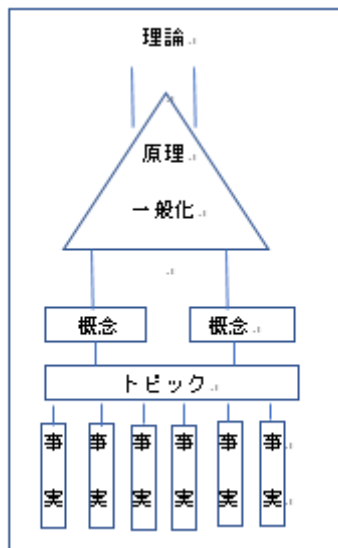 理論
原理
一般化
概念 概念
トピック
事実 事実 事実 事実 事実 事実